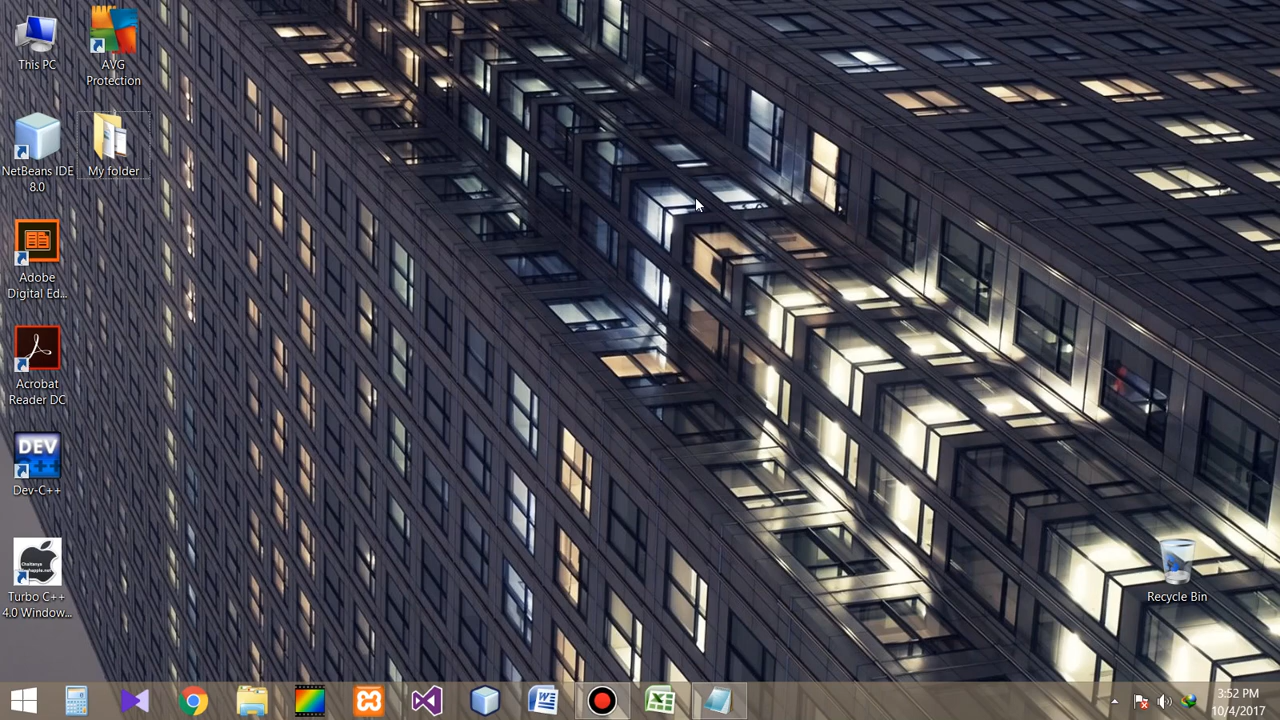 This PC
AVG
Protection
NetBeans IDE
8.0
My folder
Adobe
Digital Ed...
Acrobat
Reader DC
DEV
C++
Dev-C++
Turbo C++
4.0 Window...
Recycle Bin
3:52 PM
10/4/2017